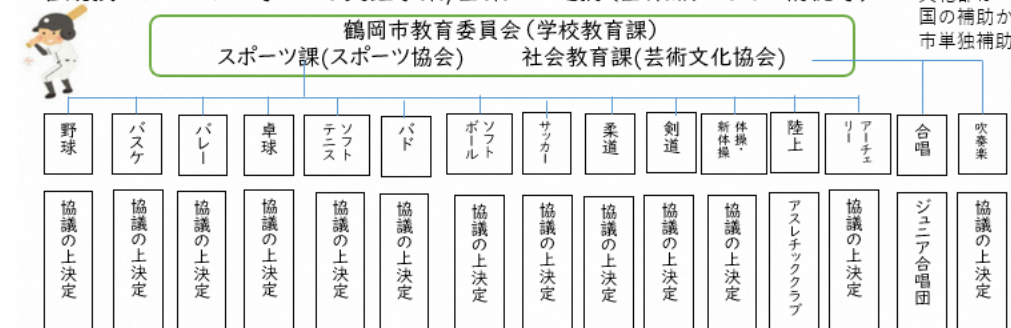 国の補助か
市単独補助
鶴岡市教育委員会(学校教育課)
スポーツ課(スポーツ協会) 社会教育課(芸術文化協会)
野球
バスケ
バレー
卓球
ソフト
テニス
バド
ソフト
ボール
サッカー
柔道
剣道
体操・
新体操
陸上
アーチェ
リー
合唱
吹奏楽
協議の上決定
協議の上決定
協議の上決定
協議の上決定
協議の上決定
協議の上決定
協議の上決定
協議の上決定
協議の上決定
協議の上決定
協議の上決定
アスレチッククラブ
協議の上決定
ジュニア合唱団
協議の上決定